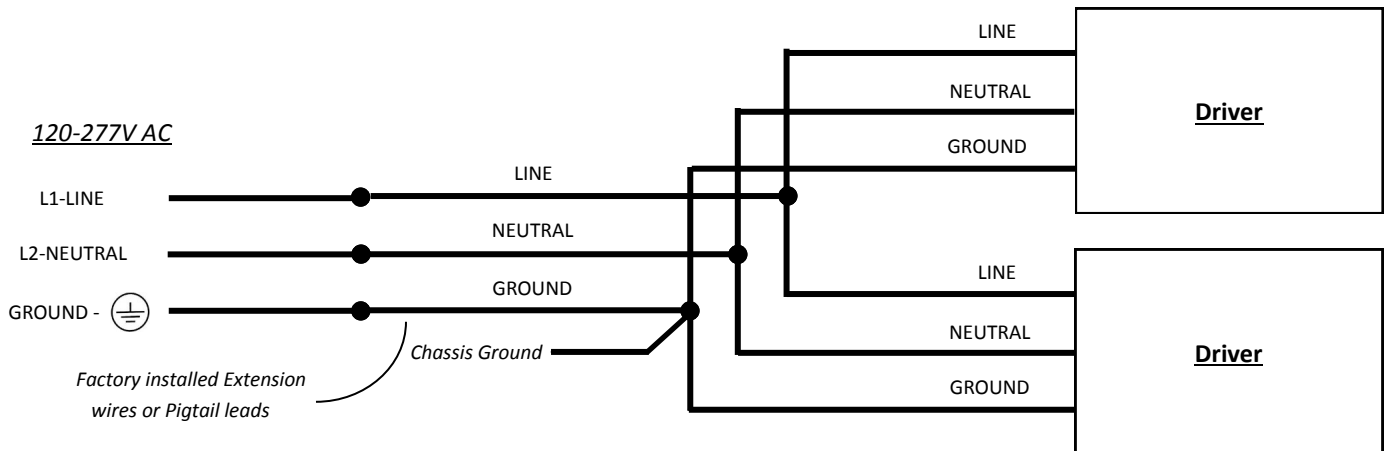 120-277V AC
L1-LINE
L2-NEUTRAL
GROUND -
LINE
NEUTRAL
GROUND
Chassis Ground
Factory installed Extension
wires or Pigtail leads
LINE
NEUTRAL
GROUND
Driver
LINE
NEUTRAL
GROUND
Driver